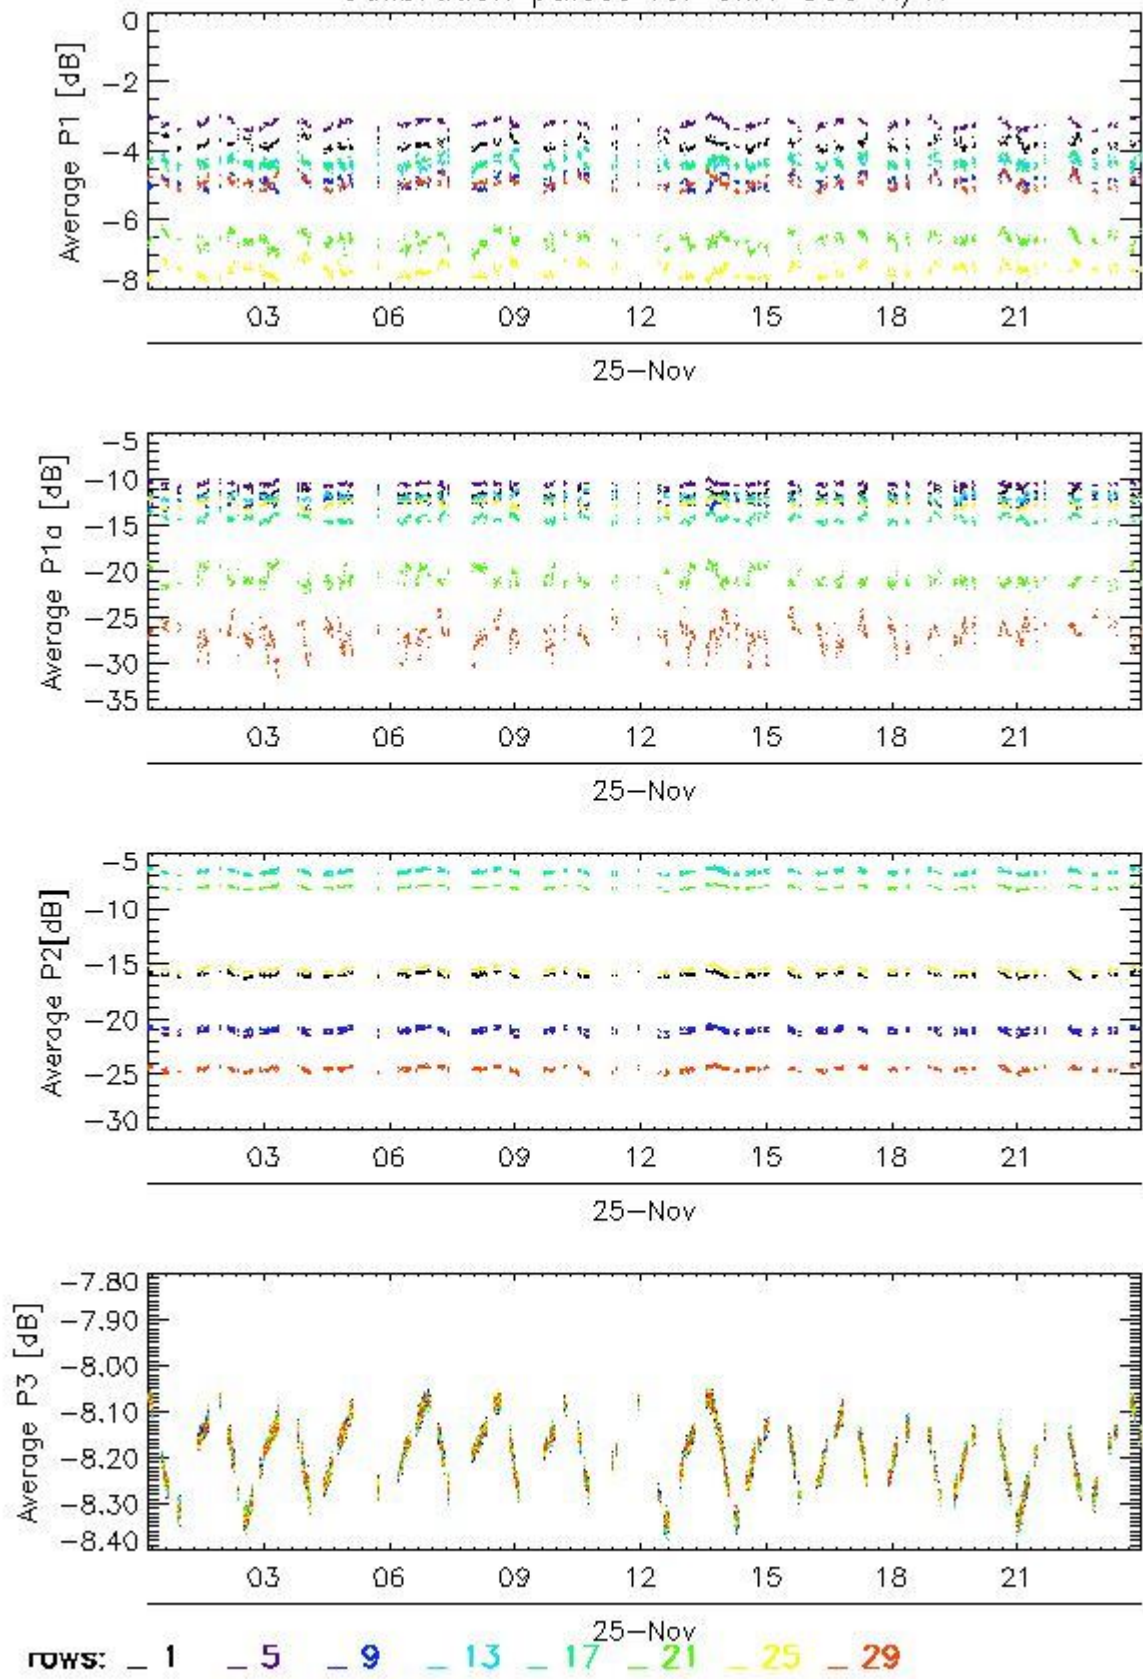 Average P1 [dB]
0
-2
-4
-6
-8
03 06 09 12 15 18 21
25-Nov
Average P1a [dB]
-5
-10
-15
-20
-25
-30
-35
03 06 09 12 15 18 21
25-Nov
Average P2[dB]
-5
-10
-15
-20
-25
-30
03 06 09 12 15 18 21
25-Nov
Average P3 [dB]
-7.80
-7.90
-8.00
-8.10
-8.20
-8.30
-8.40
03 06 09 12 15 18 21
25-Nov
rows: _ 1 _ 5 _ 9 _ 13 _ 17 _ 21 _ 25 _ 29